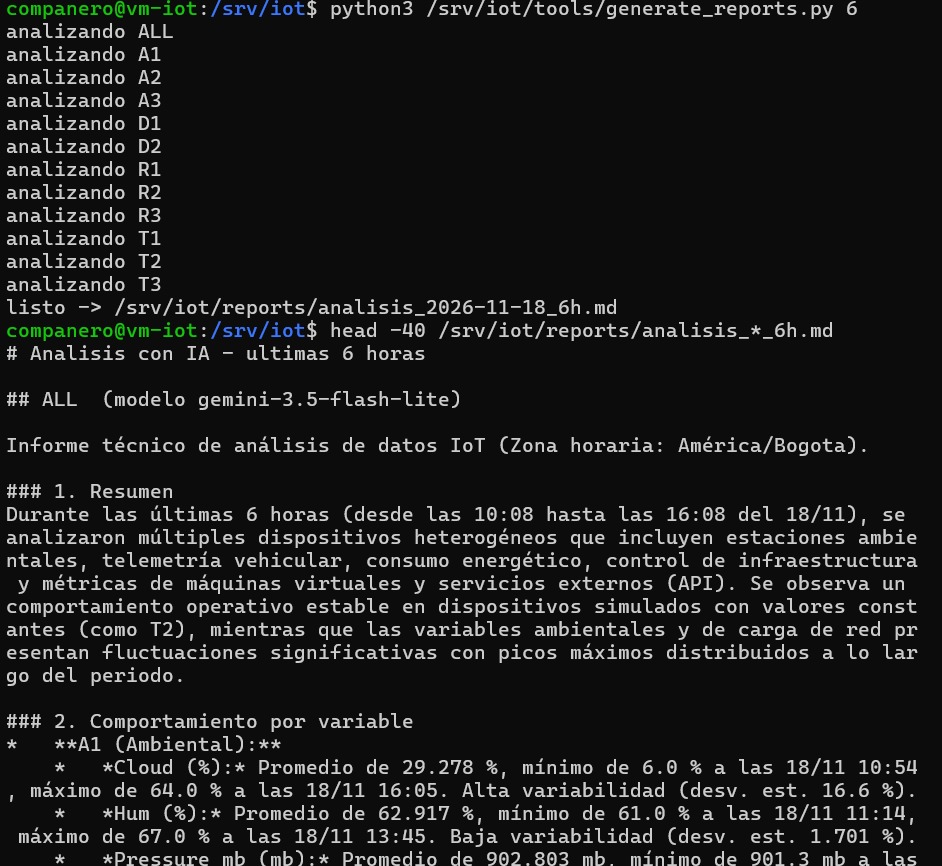 companero@vm-iot:/srv/iot$ python3 /srv/iot/tools/generate_reports.py 6
analizando ALL
analizando A1
analizando A2
analizando A3
analizando D1
analizando D2
analizando R1
analizando R2
analizando R3
analizando T1
analizando T2
analizando T3
listo -> /srv/iot/reports/analisis_2026-11-18_6h.md
companero@vm-iot:/srv/iot$ head -40 /srv/iot/reports/analisis_*_6h.md
# Analisis con IA - ultimas 6 horas
## ALL  (modelo gemini-3.5-flash-lite)
Informe técnico de análisis de datos IoT (Zona horaria: América/Bogota).
### 1. Resumen
Durante las últimas 6 horas (desde las 10:08 hasta las 16:08 del 18/11), se
analizaron múltiples dispositivos heterogéneos que incluyen estaciones ambie
ntales, telemetría vehicular, consumo energético, control de infraestructura
 y métricas de máquinas virtuales y servicios externos (API). Se observa un
comportamiento operativo estable en dispositivos simulados con valores const
antes (como T2), mientras que las variables ambientales y de carga de red pr
esentan fluctuaciones significativas con picos máximos distribuidos a lo lar
go del periodo.
### 2. Comportamiento por variable
*   **A1 (Ambiental):**
    *   *Cloud (%):* Promedio de 29.278 %, mínimo de 6.0 % a las 18/11 10:54
, máximo de 64.0 % a las 18/11 16:05. Alta variabilidad (desv. est. 16.6 %).
    *   *Hum (%):* Promedio de 62.917 %, mínimo de 61.0 % a las 18/11 11:14,
 máximo de 67.0 % a las 18/11 13:45. Baja variabilidad (desv. est. 1.701 %).
    *   *Pressure mb (mb):* Promedio de 902.803 mb, mínimo de 901.3 mb a las